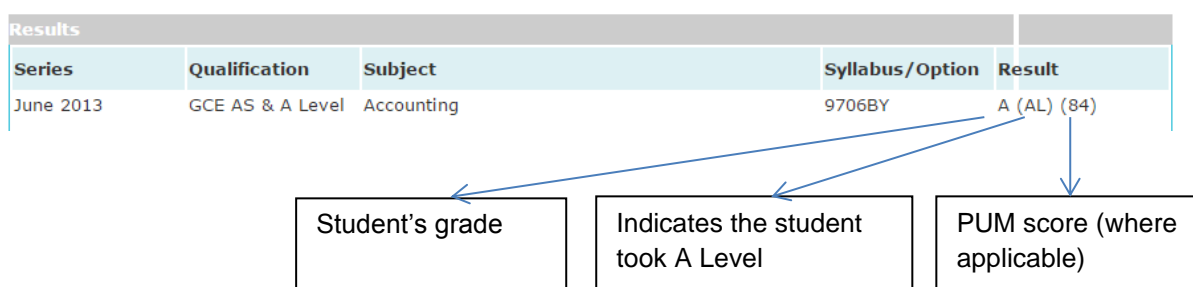 Results
Series Qualification Subject Syllabus/Option Result
June 2013 GCE AS & A Level Accounting 9706BY A (AL) (84)
Student’s grade
Indicates the student
took A Level
PUM score (where
applicable)